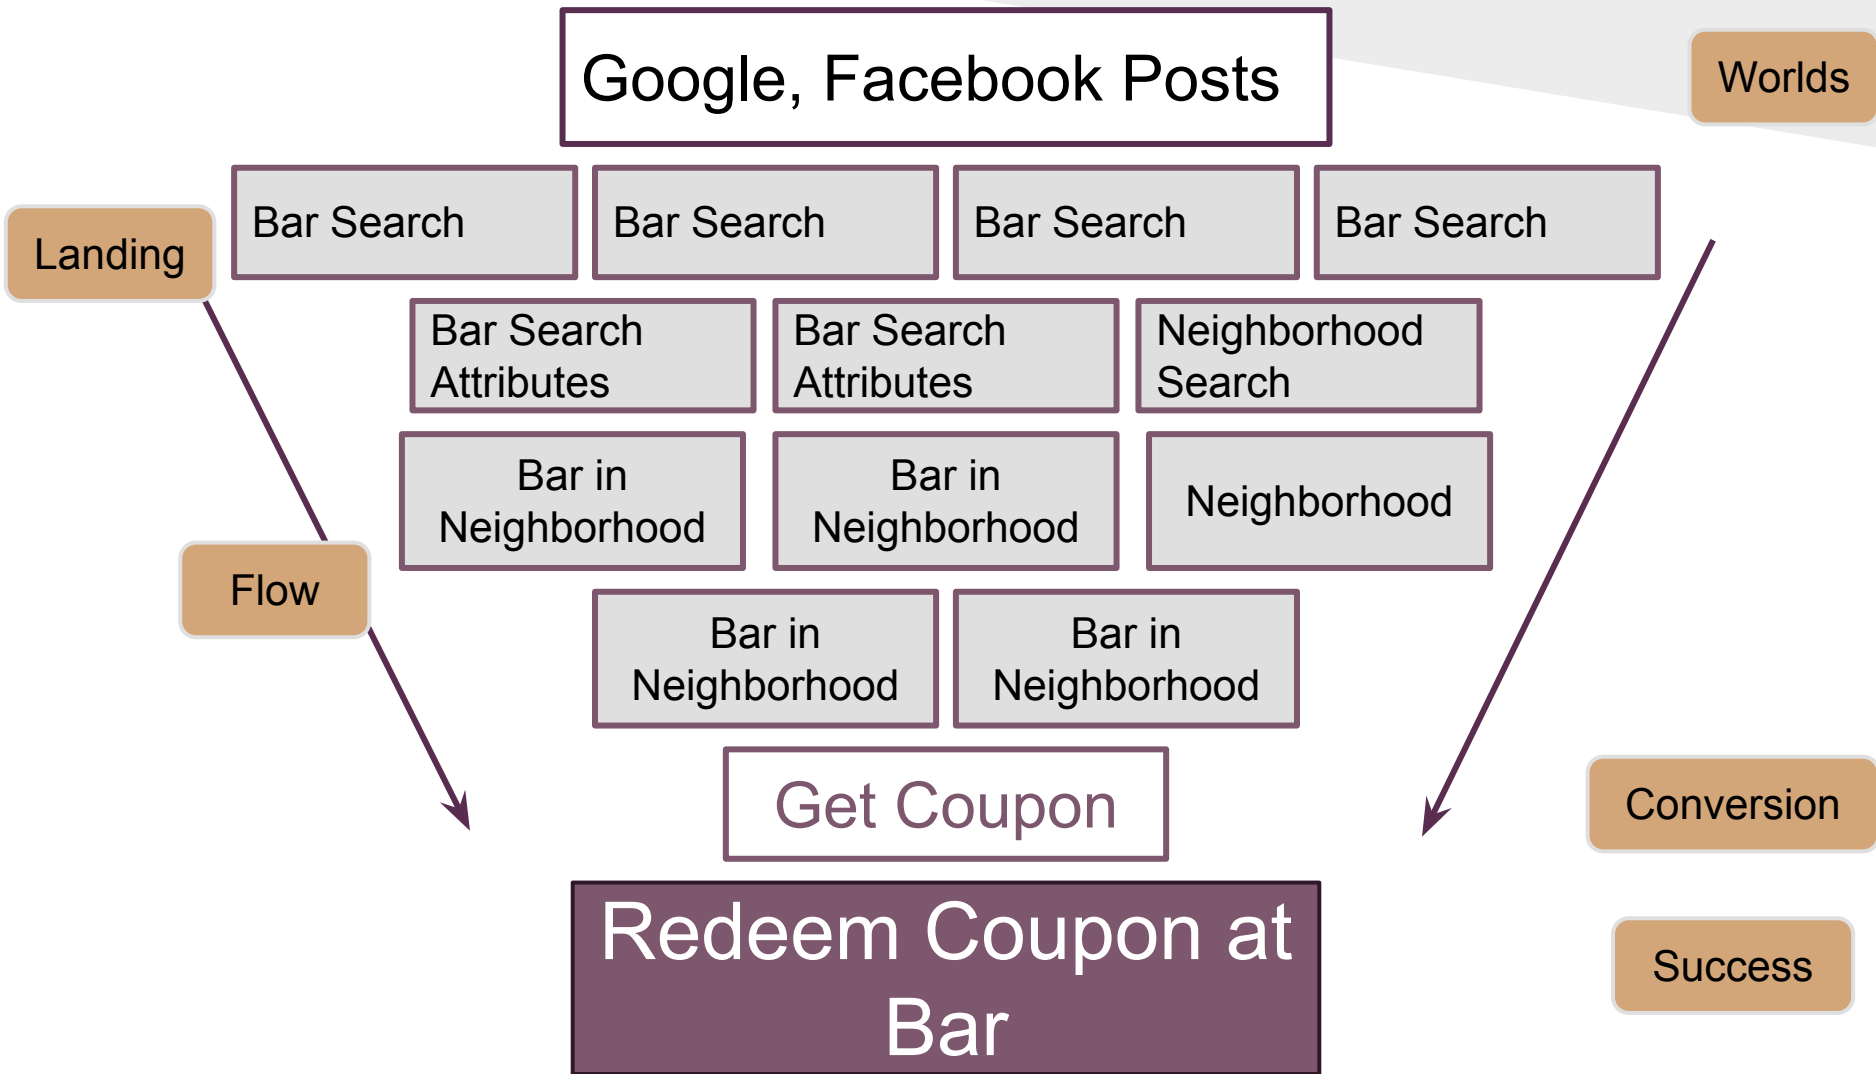 Google, Facebook Posts
Worlds
Landing
Bar Search
Bar Search
Bar Search
Bar Search
Bar Search
Attributes
Bar Search
Attributes
Neighborhood
Search
Bar in
Neighborhood
Bar in
Neighborhood
Neighborhood
Flow
Bar in
Neighborhood
Bar in
Neighborhood
Get Coupon
Conversion
Redeem Coupon at
Bar
Success